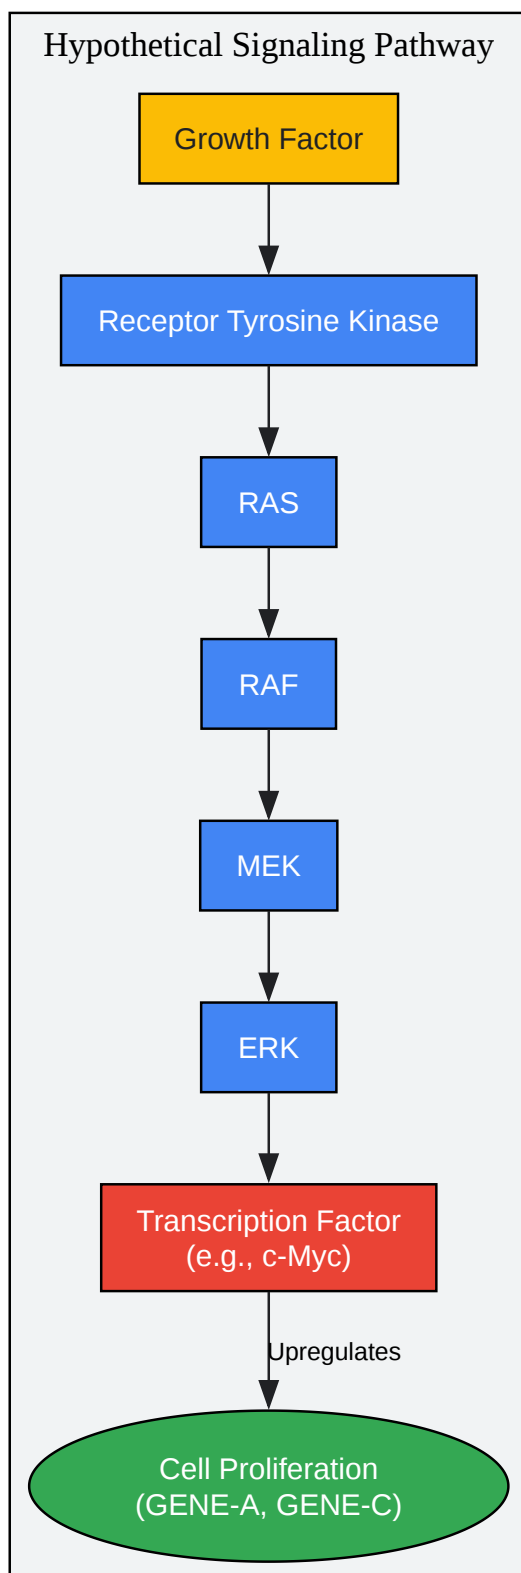 Hypothetical Signaling Pathway
Growth Factor
Receptor Tyrosine Kinase
RAS
RAF
MEK
ERK
Transcription Factor
(e.g., c-Myc)
Upregulates
Cell Proliferation
(GENE-A, GENE-C)